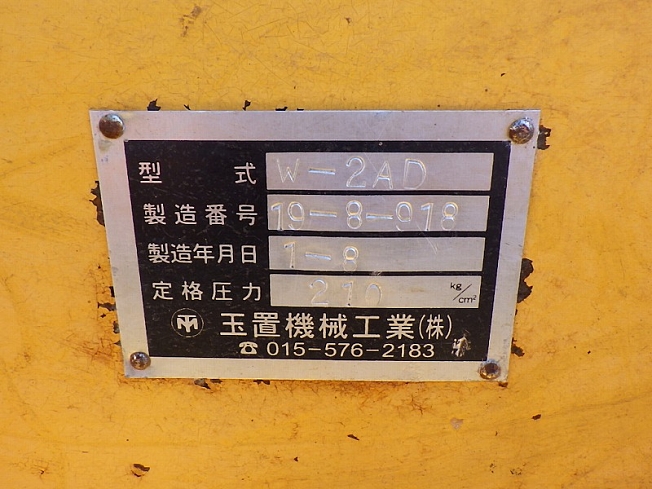 型式 W-2AD
製造番号 19-8-918
製造年月日 1-8
定格圧力 210 kg/cm²
玉置機械工業(株)
☎ 015-576-2183